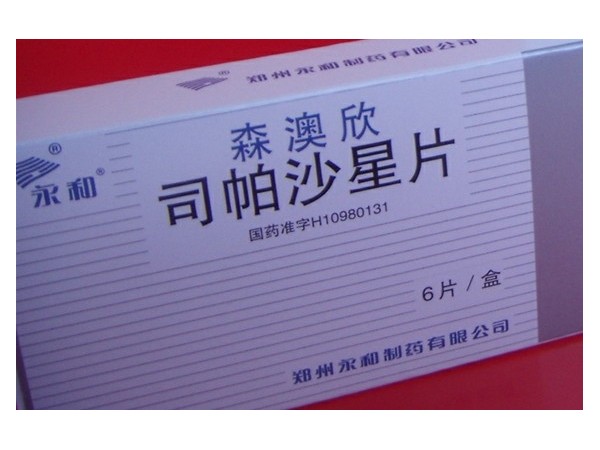 郑州永和制药有限公司
森澳欣
永和®
司帕沙星片
国药准字H10980131
6片/盒
郑州永和制药有限公司